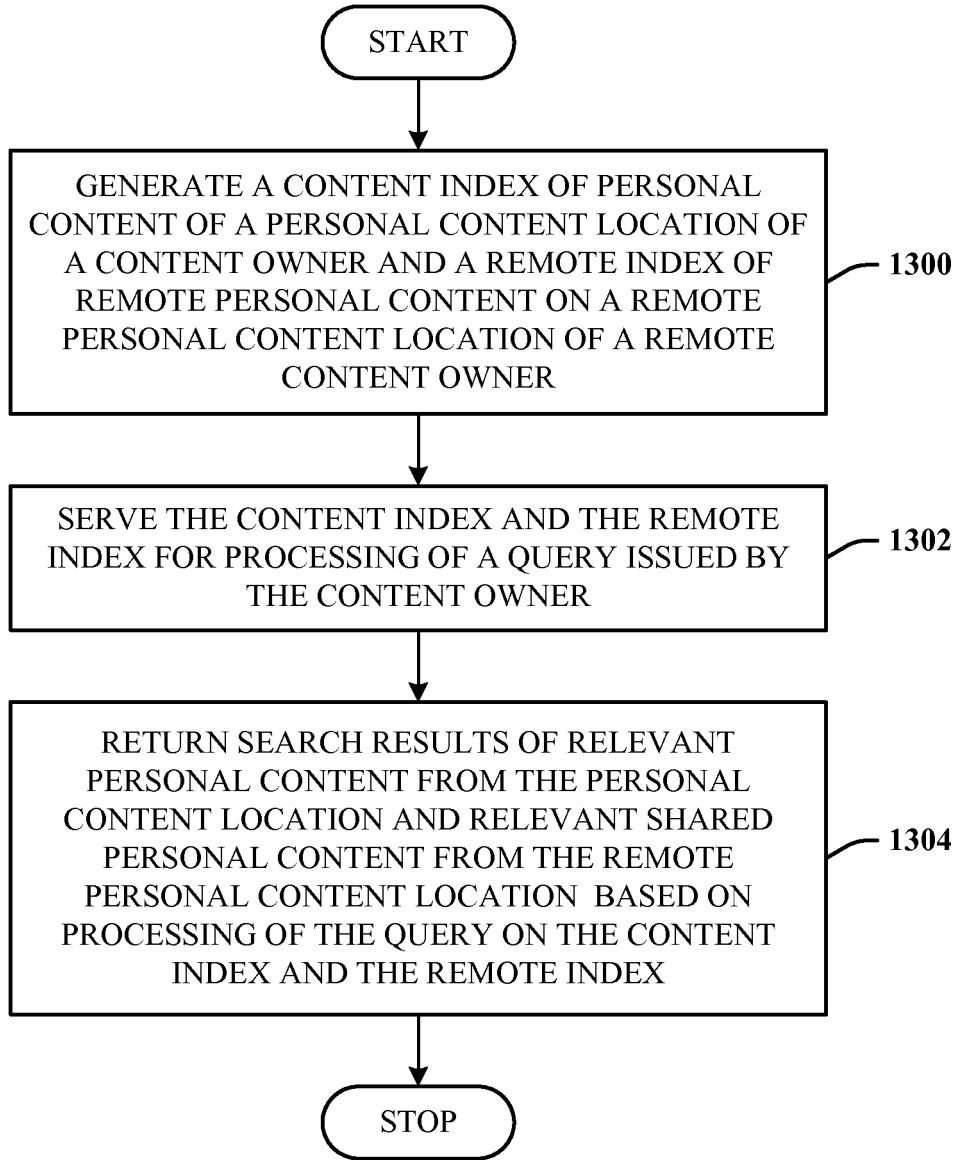 START
GENERATE A CONTENT INDEX OF PERSONAL
CONTENT OF A PERSONAL CONTENT LOCATION OF
A CONTENT OWNER AND A REMOTE INDEX OF
REMOTE PERSONAL CONTENT ON A REMOTE
PERSONAL CONTENT LOCATION OF A REMOTE
CONTENT OWNER
1300
SERVE THE CONTENT INDEX AND THE REMOTE
INDEX FOR PROCESSING OF A QUERY ISSUED BY
THE CONTENT OWNER
1302
RETURN SEARCH RESULTS OF RELEVANT
PERSONAL CONTENT FROM THE PERSONAL
CONTENT LOCATION AND RELEVANT SHARED
PERSONAL CONTENT FROM THE REMOTE
PERSONAL CONTENT LOCATION BASED ON
PROCESSING OF THE QUERY ON THE CONTENT
INDEX AND THE REMOTE INDEX
1304
STOP